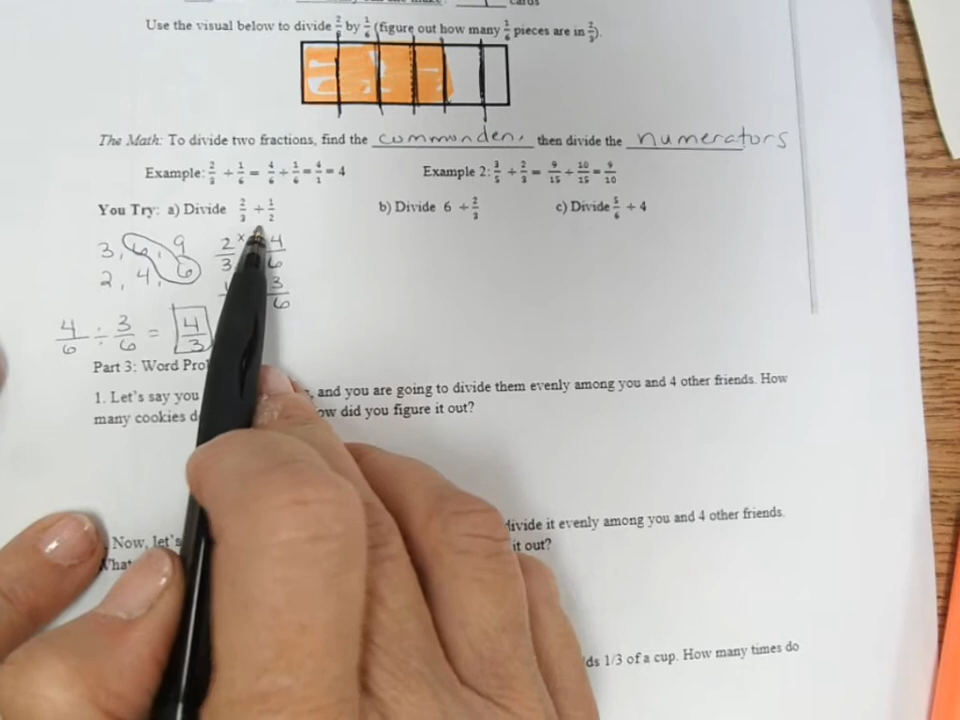 cards
Use the visual below to divide 2/3 by 1/6 (figure out how many 1/6 pieces are in 2/3).
The Math: To divide two fractions, find the common den, then divide the numerators
Example: 2/3 ÷ 1/6 = 4/6 ÷ 1/6 = 4/1 = 4 Example 2: 3/5 ÷ 2/3 = 9/15 ÷ 10/15 = 9/10
You Try: a) Divide 2/3 ÷ 1/2 b) Divide 6 ÷ 2/3 c) Divide 5/6 ÷ 4
3, 6, 9 2/3 x 4/6
2, 4, 6 3/6
4/6 ÷ 3/6 = 4/3
Part 3: Word
1. Let's say you and you are going to divide them evenly among you and 4 other friends. How
many cookies did you figure it out?
Now, let's divide it evenly among you and 4 other friends.
it out?
1/3 of a cup. How many times do